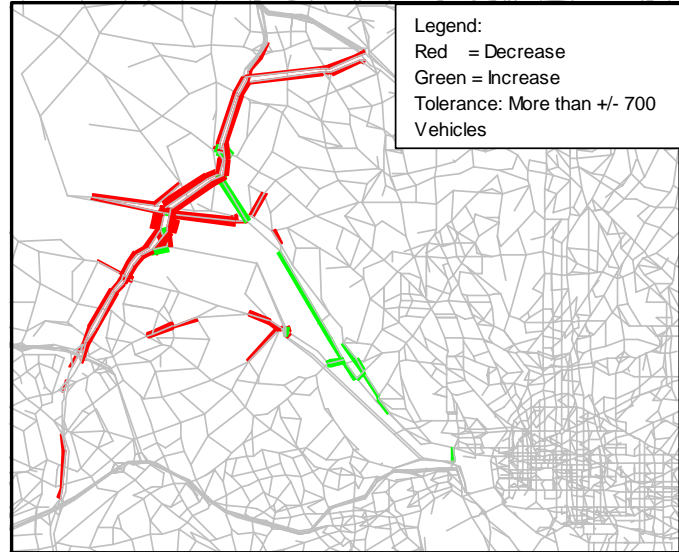 Legend:
Red = Decrease
Green = Increase
Tolerance: More than +/- 700
Vehicles